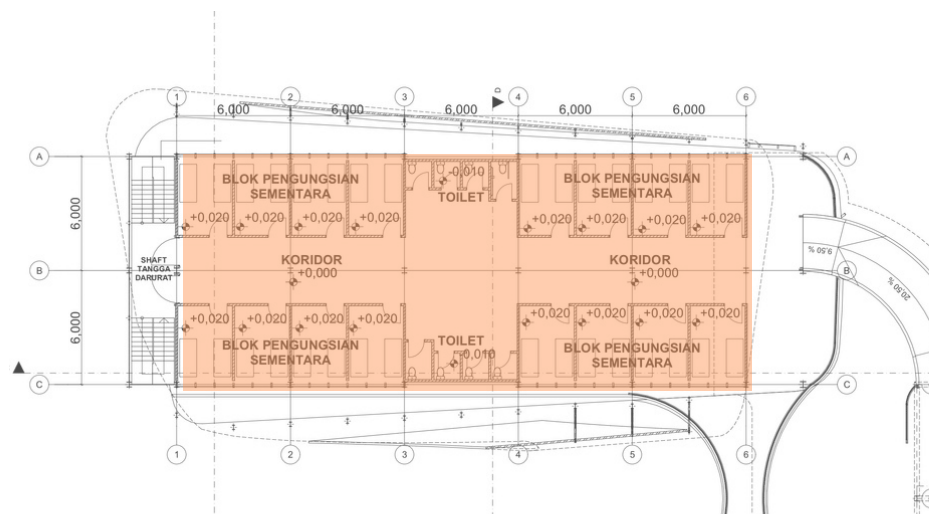 D
1 2 3 4 5 6
6,000 6,000 6,000 6,000 6,000
A A
BLOK PENGUNGSIAN
SEMENTARA
-0,010
TOILET
BLOK PENGUNGSIAN
SEMENTARA
+0,020 +0,020 +0,020 +0,020
+0,020 +0,020 +0,020 +0,020
6,000
SHAFT
TANGGA
DARURAT
KORIDOR
+0,000
KORIDOR
+0,000
B B
9.50 %
20.50 %
6,000
+0,020 +0,020 +0,020 +0,020
+0,020 +0,020 +0,020 +0,020
BLOK PENGUNGSIAN
SEMENTARA
TOILET
-0,010
BLOK PENGUNGSIAN
SEMENTARA
C C
1 2 3 4 5 6